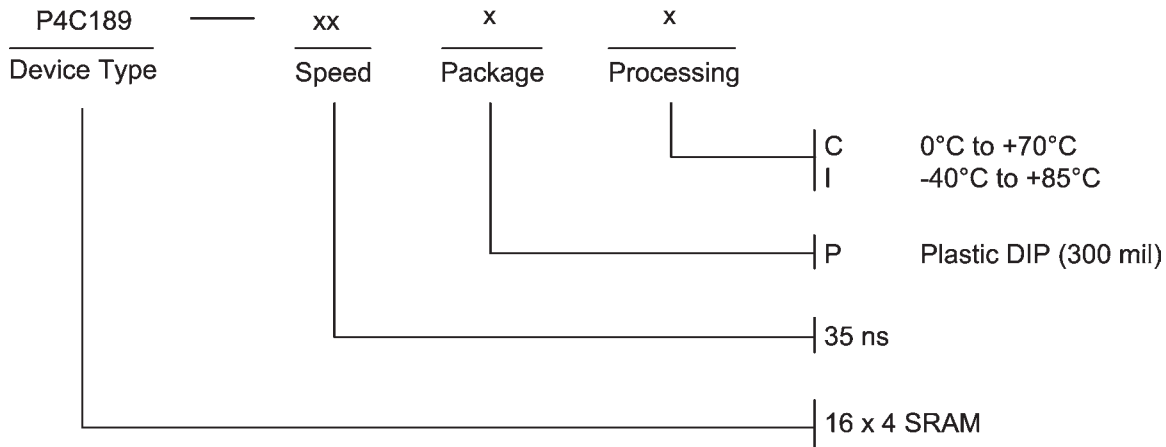 P4C189 — xx x x
Device Type Speed Package Processing
C 0°C to +70°C
I -40°C to +85°C
P Plastic DIP (300 mil)
35 ns
16 x 4 SRAM